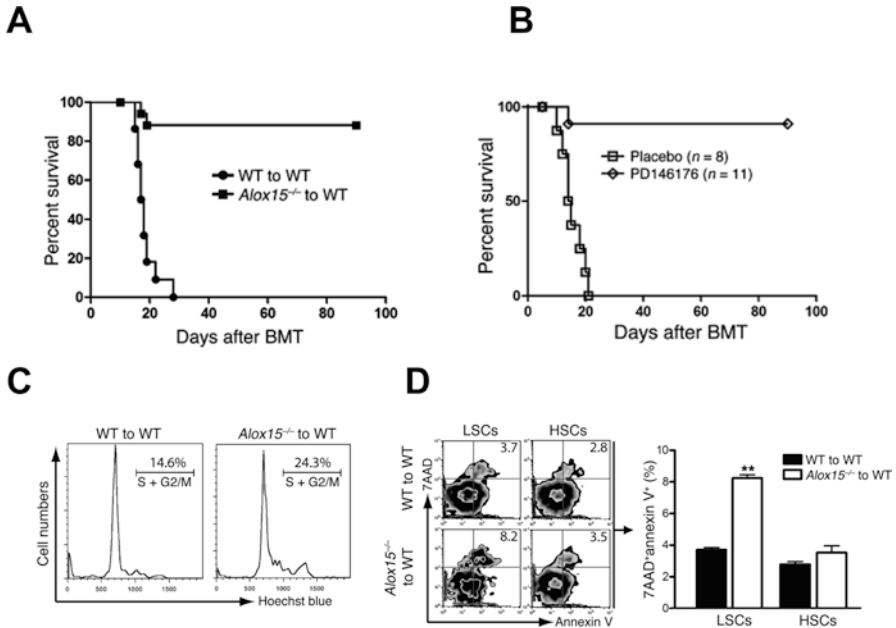 A
B
Percent survival
100
80
60
40
20
0
WT to WT
Alox15⁻/⁻ to WT
0 20 40 60 80 100
Days after BMT
Percent survival
100
50
0
Placebo (n = 8)
PD146176 (n = 11)
0 20 40 60 80 100
Days after BMT
C
WT to WT
Alox15⁻/⁻ to WT
Cell numbers
14.6%
S + G2/M
24.3%
S + G2/M
0 500 1000 1500
0 500 1000 1500
Hoechst blue
D
LSCs
HSCs
WT to WT
7AAD
3.7
2.8
Alox15⁻/⁻
to WT
8.2
3.5
Annexin V
7AAD⁺annexin V⁺ (%)
10
8
6
4
2
0
**
WT to WT
Alox15⁻/⁻ to WT
LSCs
HSCs